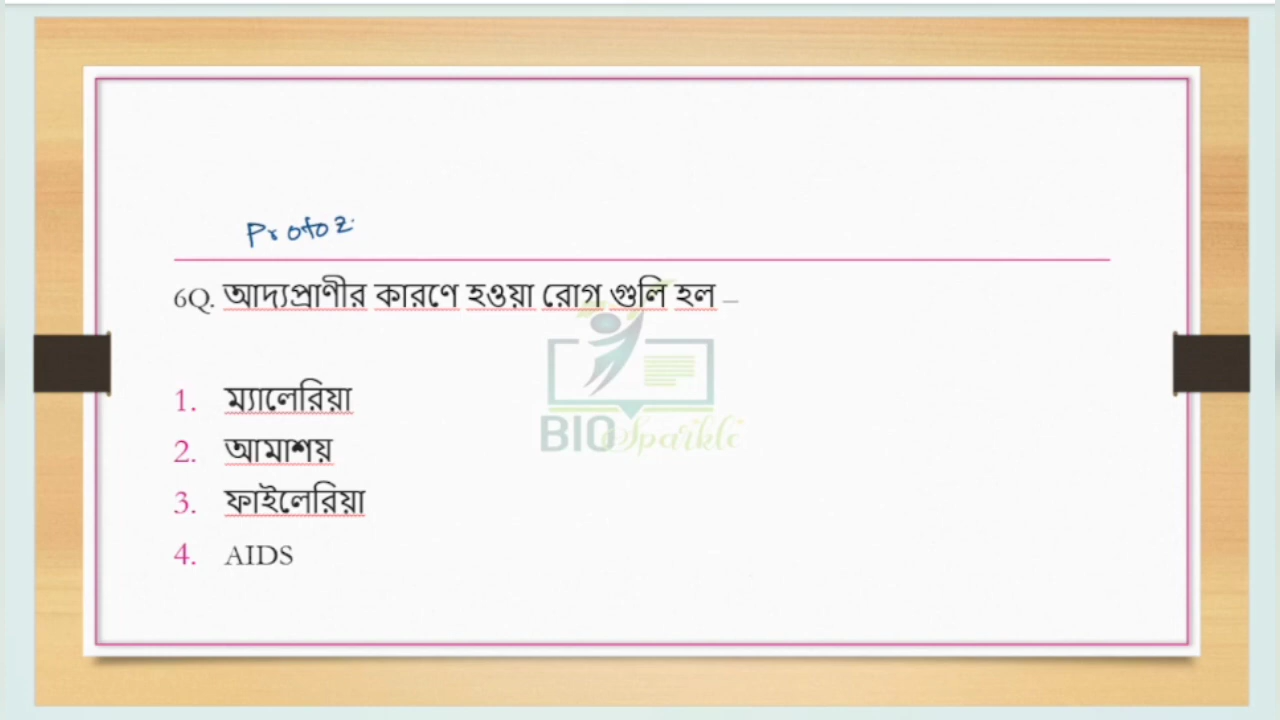 Protoz.
6Q. আদ্যপ্রাণীর কারণে হওয়া রোগ গুলি হল –
1. ম্যালেরিয়া
2. আমাশয়
3. ফাইলেরিয়া
4. AIDS
BIO Sparkle